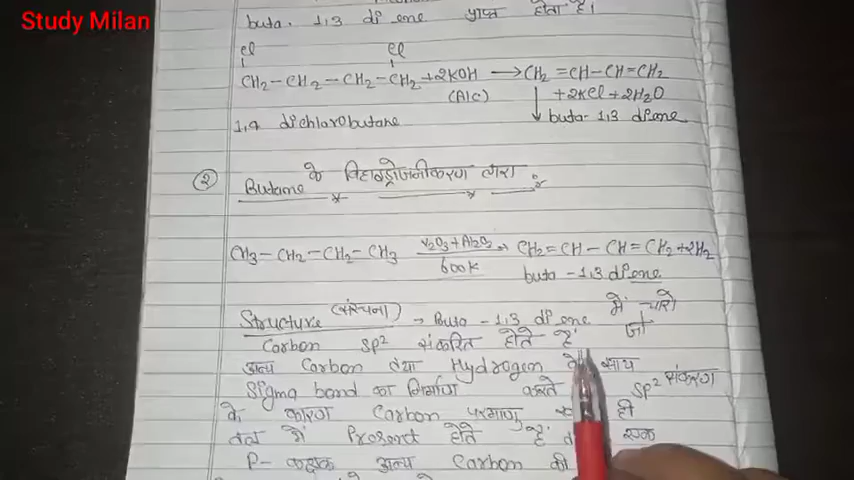 Study Milan
buta. 1,3 di ene प्राप्त होता है।
Cl Cl
CH2-CH2-CH2-CH2+2KOH → CH2=CH-CH=CH2
(Alc) ↓ +2KCl+2H2O
1,4 dichlorobutane buta-1,3 diene
② Butane के विहाइड्रोजनीकरण द्वारा :
CH3-CH2-CH2-CH3 V2O3+Al2O3 → CH2=CH-CH=CH2+2H2
600K buta-1,3 diene
Structure (संरचना) → Buta-1,3 di ene में चारो
Carbon sp² संकरित होते हैं जो
अन्य Carbon तथा Hydrogen के साथ
Sigma bond का निर्माण करते sp² संकरण
के कारण Carbon परमाणु ही
तल में Present होते हैं एक
P- कक्षक अन्य Carbon की